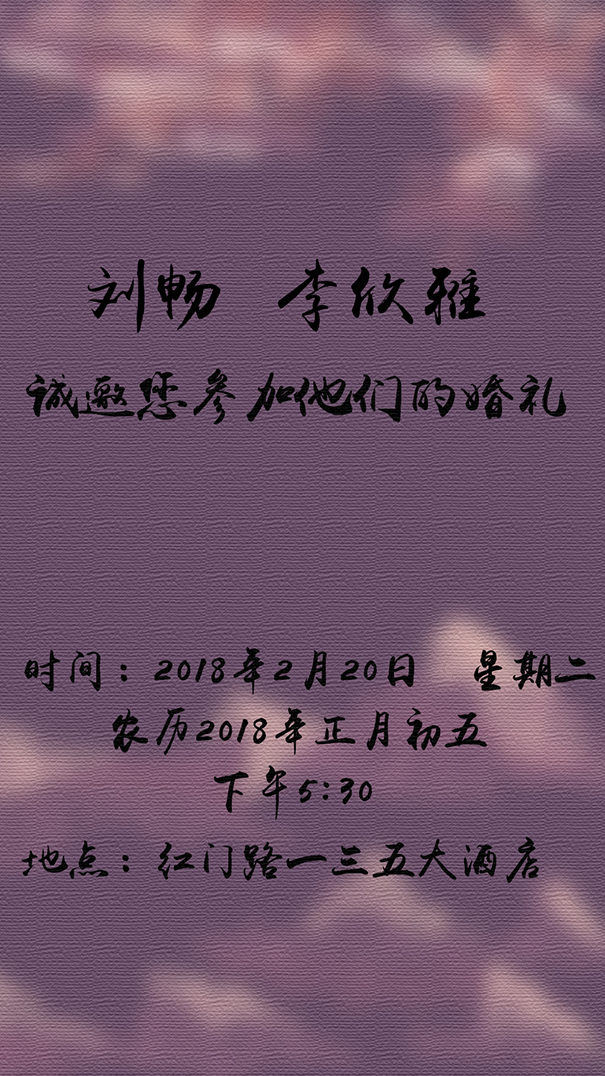 刘畅 李欣雅
诚邀您参加他们的婚礼
时间：2018年2月20日 星期二
农历2018年正月初五
下午5:30
地点：红门路一三五大酒店